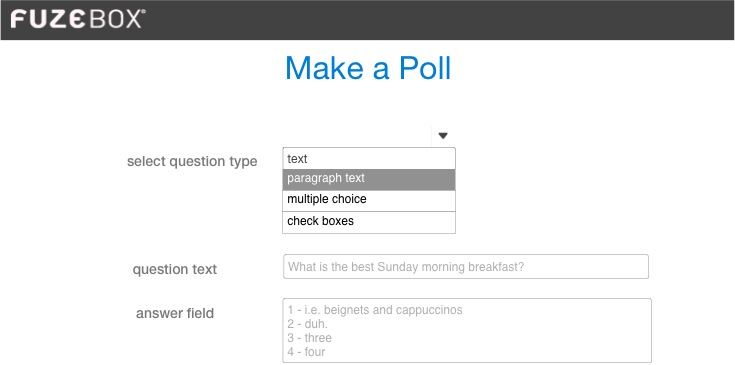 FUZEBOX®
Make a Poll
select question type
text
paragraph text
multiple choice
check boxes
question text
What is the best Sunday morning breakfast?
answer field
1 - i.e. beignets and cappuccinos
2 - duh.
3 - three
4 - four